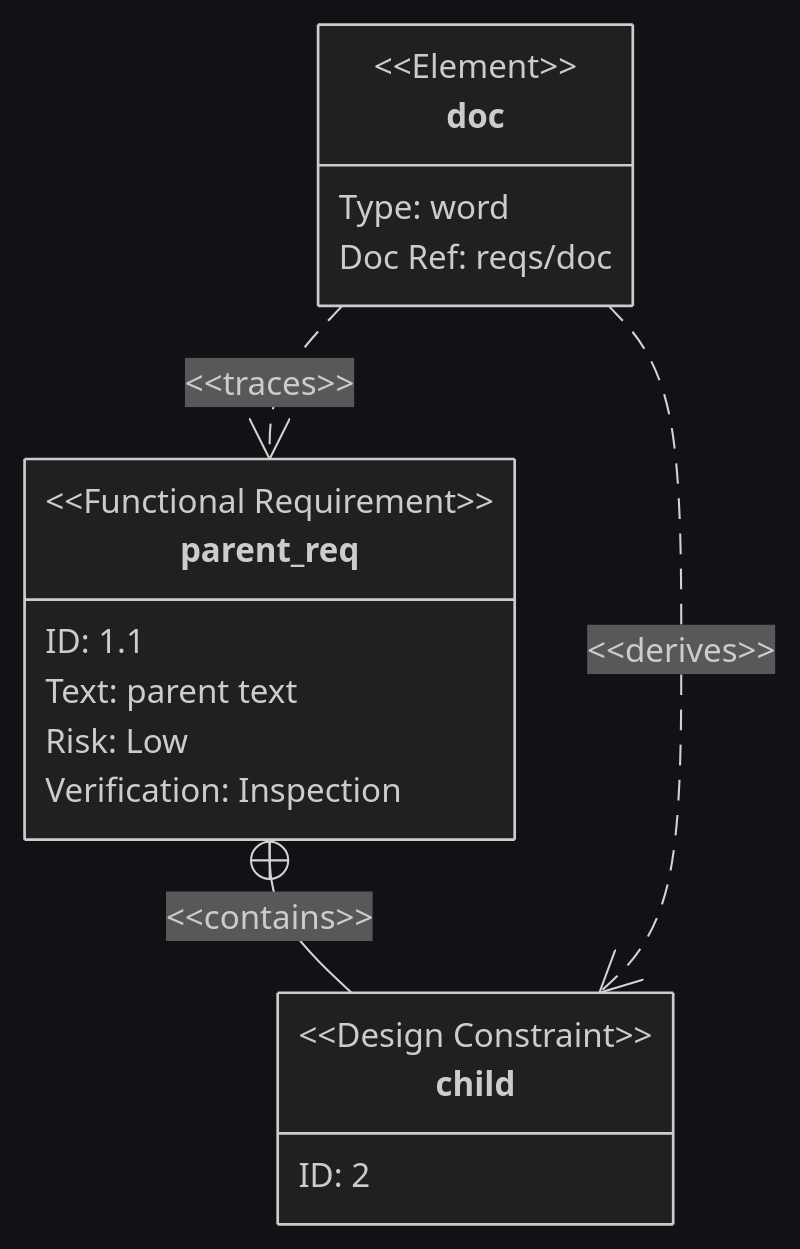 <<Element>>
doc
Type: word
Doc Ref: reqs/doc
<<traces>>
<<Functional Requirement>>
parent_req
ID: 1.1
Text: parent text
Risk: Low
Verification: Inspection
<<derives>>
<<contains>>
<<Design Constraint>>
child
ID: 2